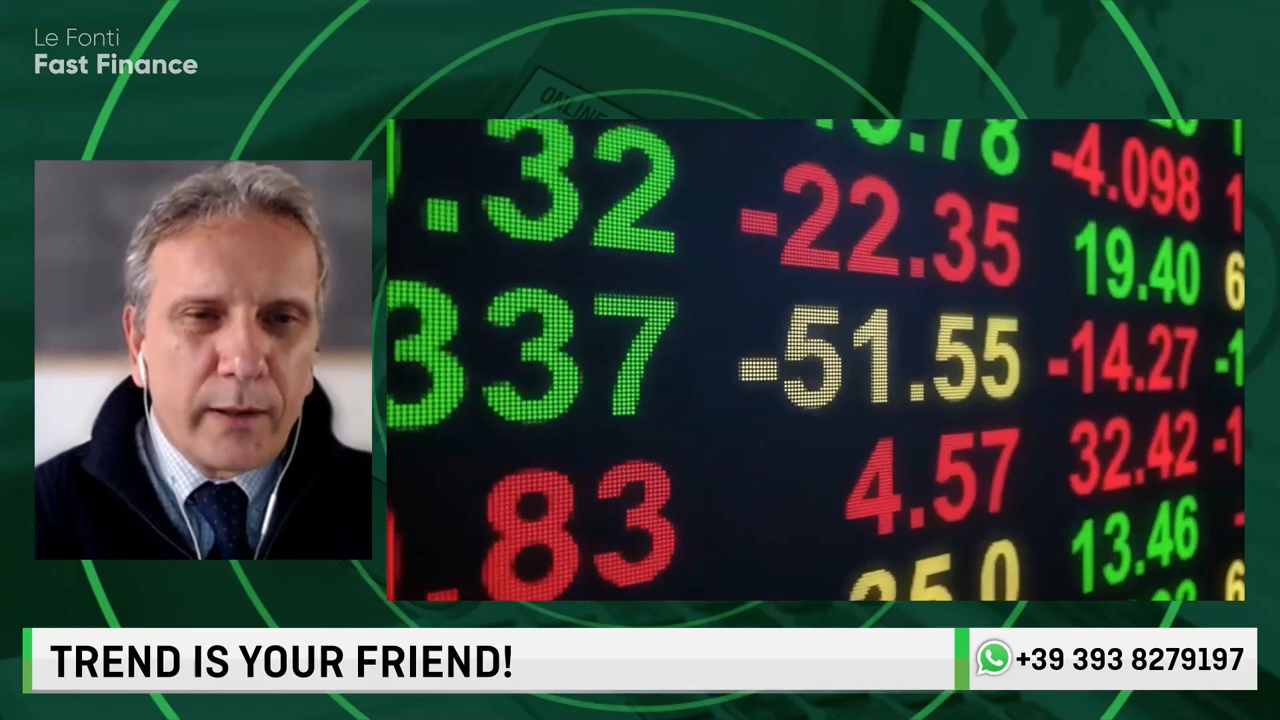 Le Fonti
Fast Finance
ONLINE
.32
337
-83
-22.35
-51.55
4.57
-4.098
19.40
-14.27
32.42
13.46
TREND IS YOUR FRIEND!
+39 393 8279197